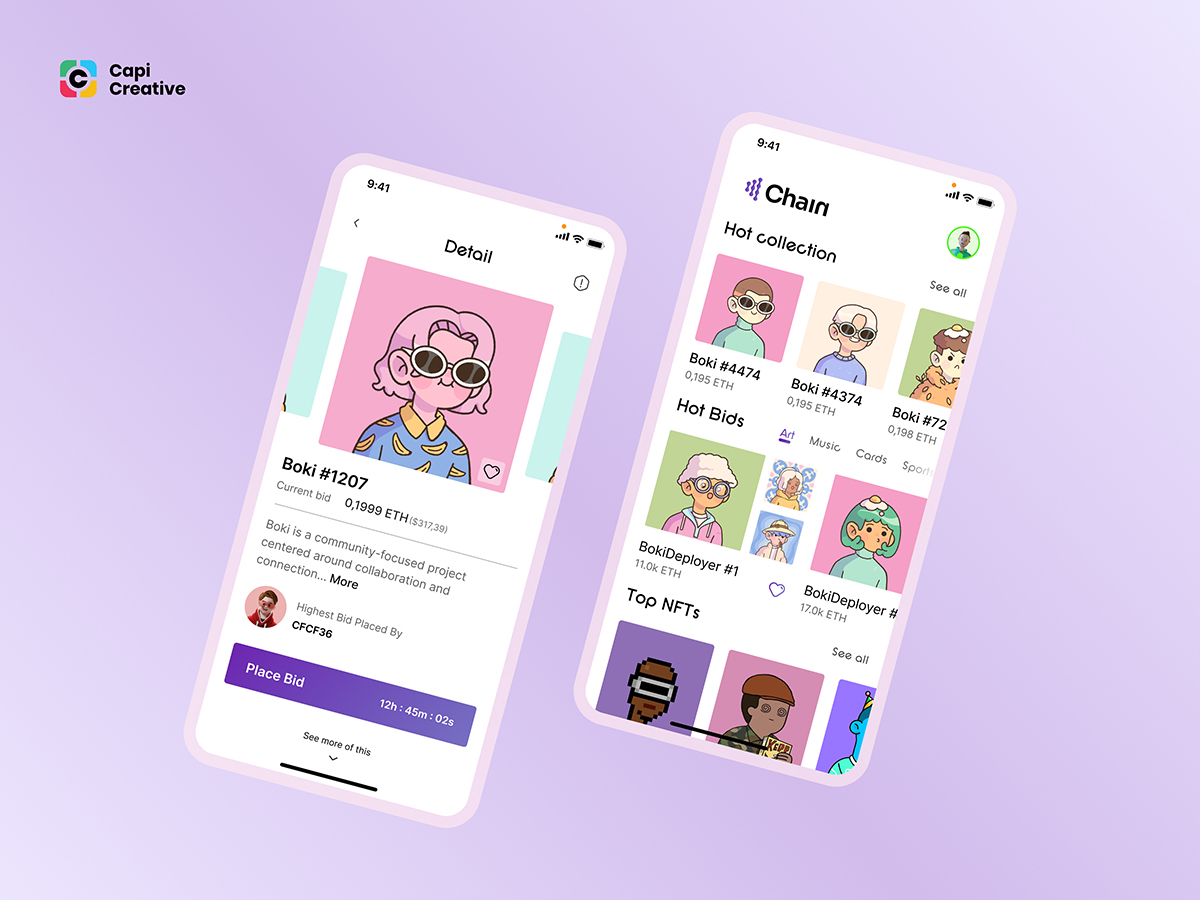 Capi
Creative
9:41
Detail
Boki #1207
Current bid 0,1999 ETH ($317,39)
Boki is a community-focused project
centered around collaboration and
connection... More
Highest Bid Placed By
CFCF36
Place Bid 12h : 45m : 02s
See more of this
9:41
Chain
Hot collection
See all
Boki #4474
0,195 ETH
Boki #4374
0,195 ETH
Boki #72
0,198 ETH
Hot Bids
Art Music Cards Sport
BokiDeployer #1
11.0k ETH
BokiDeployer #
17.0k ETH
Top NFTs
See all